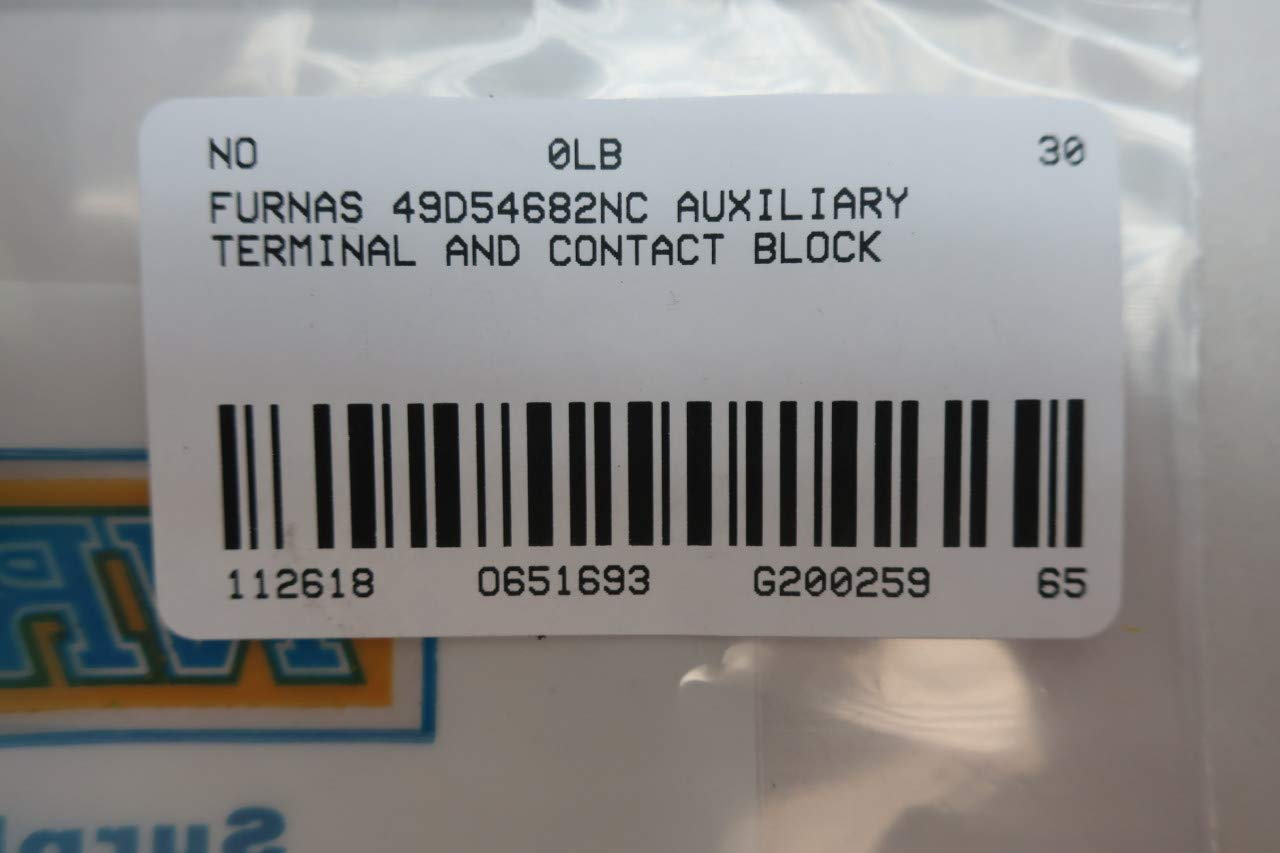 NO 0LB 30
FURNAS 49D54682NC AUXILIARY
TERMINAL AND CONTACT BLOCK
112618 0651693 G200259 65